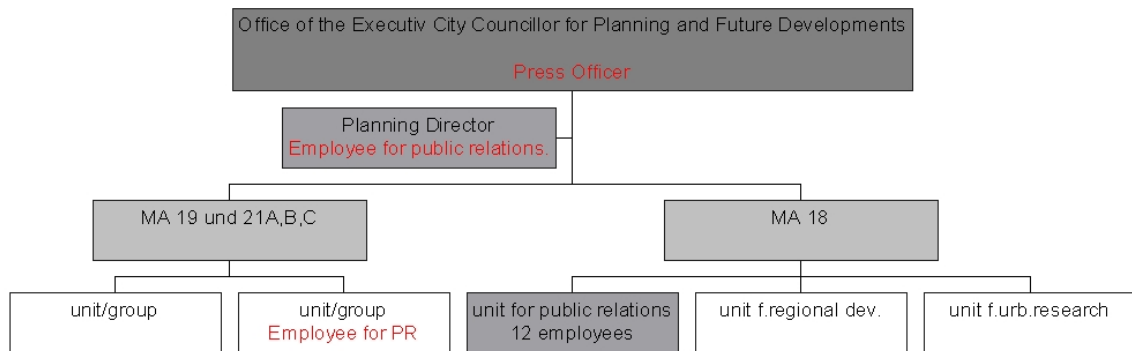 Office of the Executiv City Councillor for Planning and Future Developments
Press Officer
Planning Director
Employee for public relations.
MA 19 und 21A,B,C
MA 18
unit/group
unit/group
Employee for PR
unit for public relations
12 employees
unit f.regional dev.
unit f.urb.research